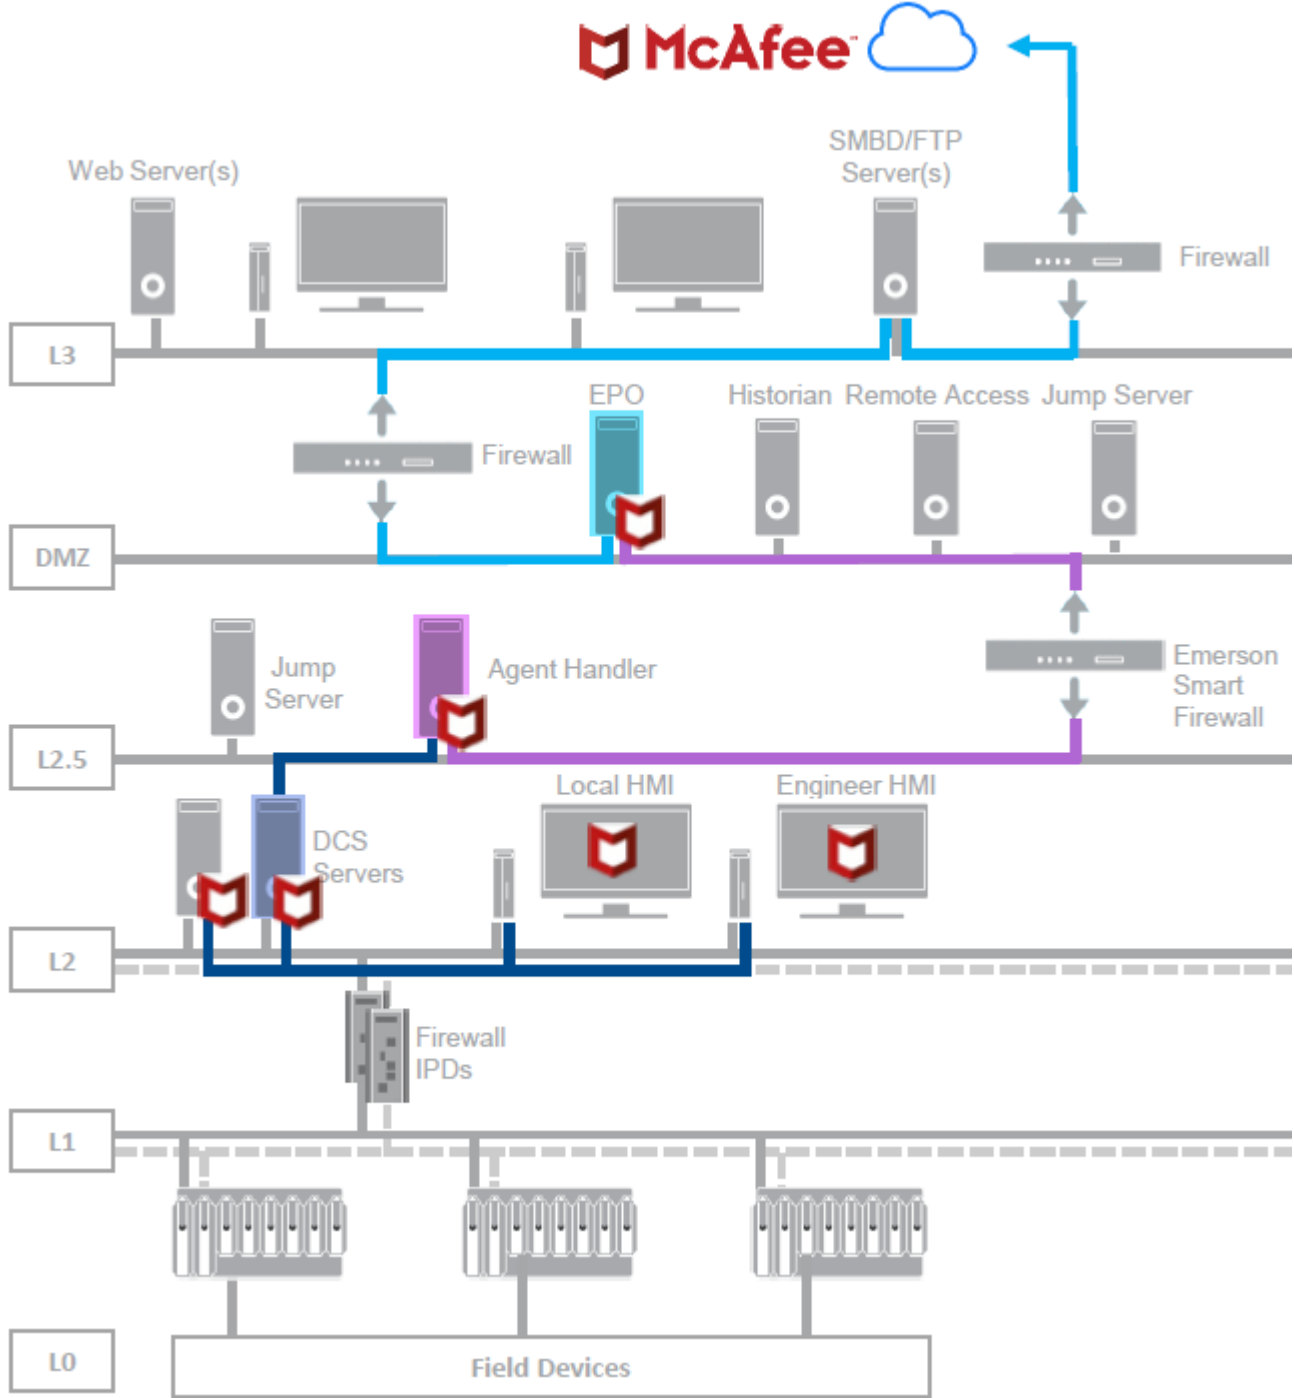 McAfee™
SMBD/FTP
Server(s)
Web Server(s)
Firewall
L3
EPO
Historian
Remote Access
Jump Server
Firewall
DMZ
Jump
Server
Agent Handler
Emerson
Smart
Firewall
L2.5
Local HMI
Engineer HMI
DCS
Servers
L2
Firewall
IPDs
L1
L0
Field Devices